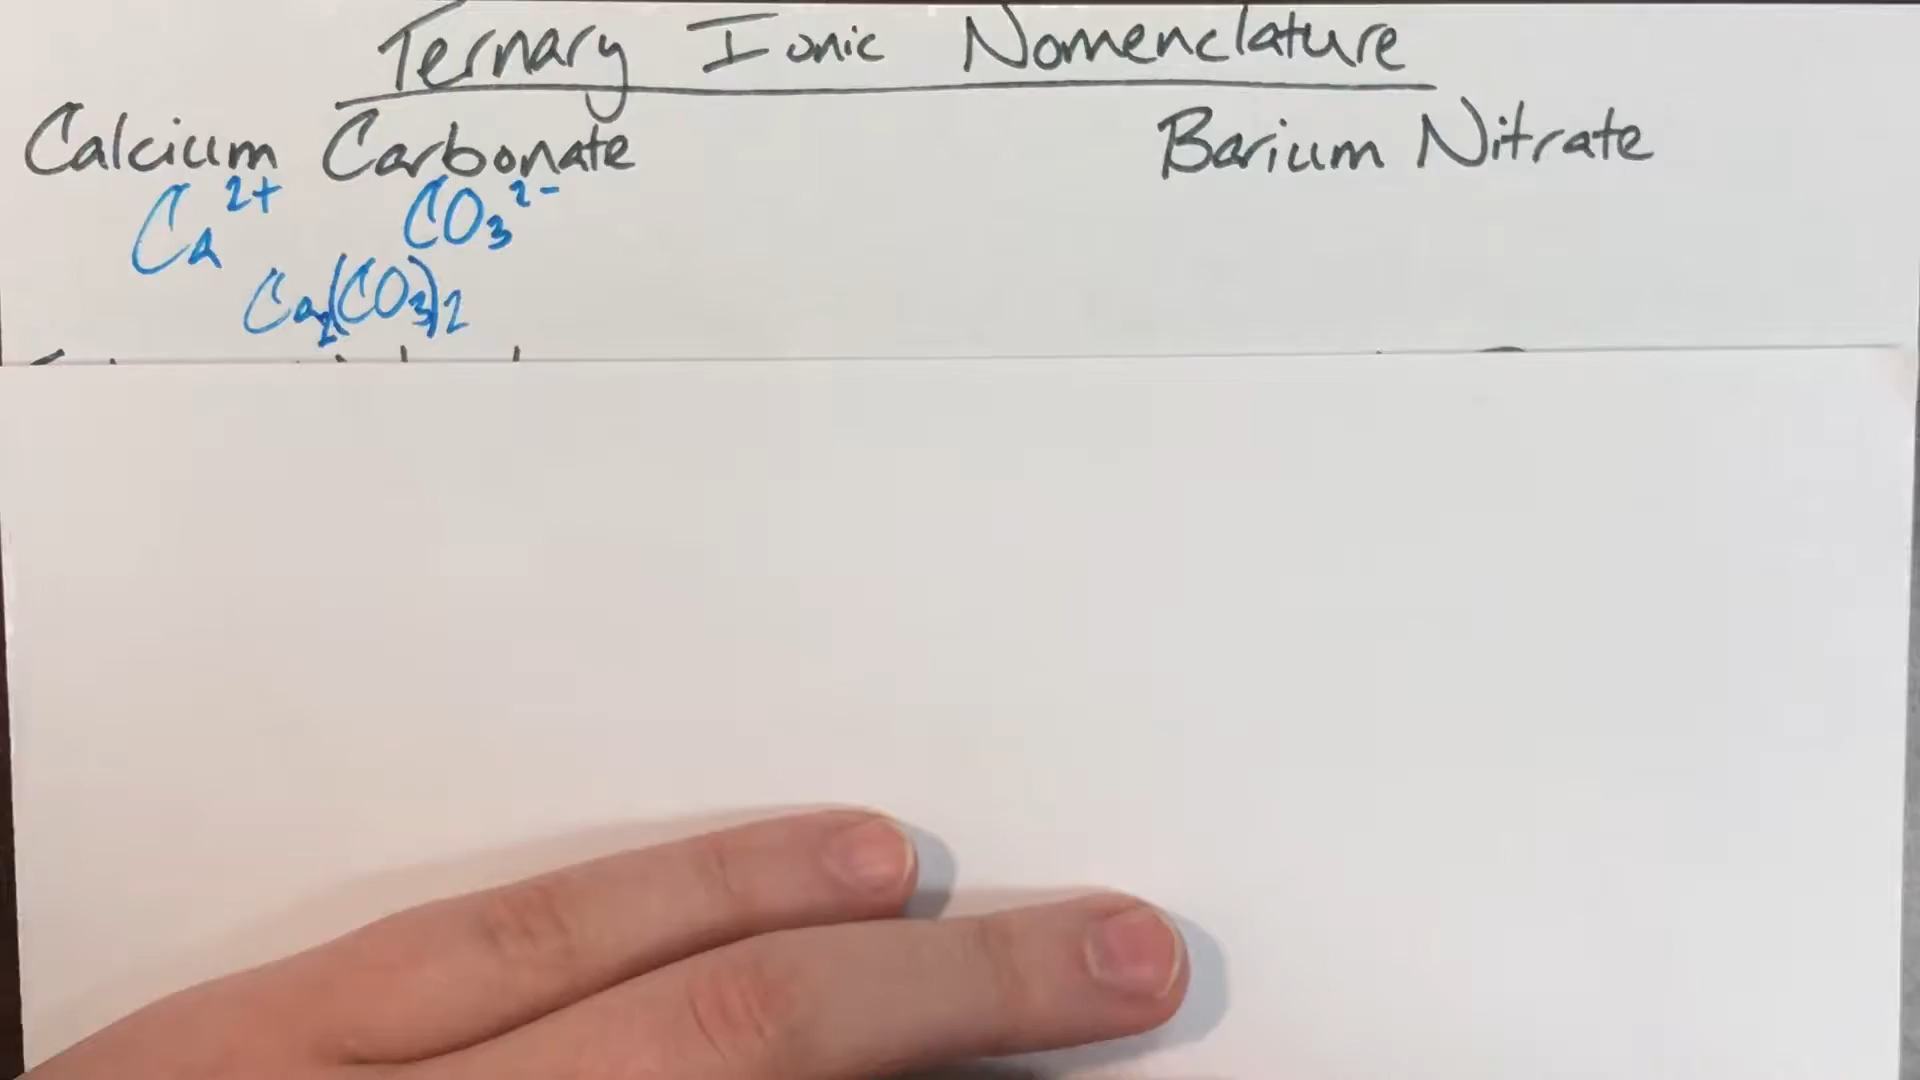 Ternary Ionic Nomenclature
Calcium Carbonate
Barium Nitrate
Ca²⁺ CO₃²⁻
Ca₂(CO₃)₂